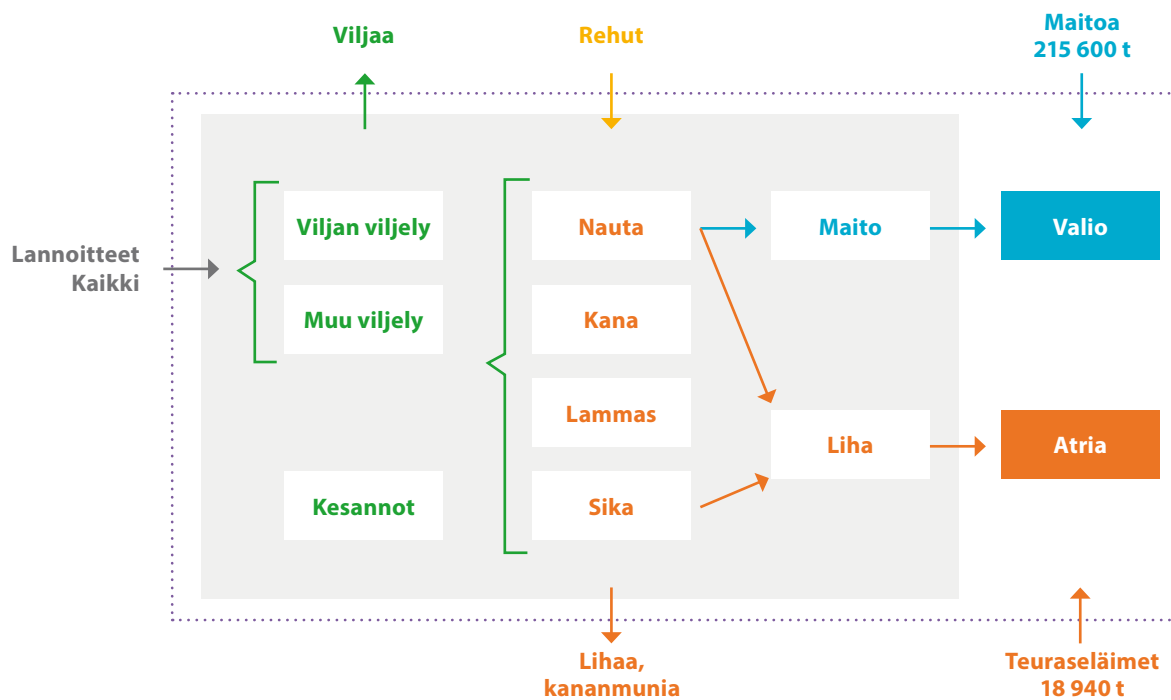 Viljaa
Rehut
Maitoa
215 600 t
Viljan viljely
Nauta
Maito
Valio
Lannoitteet
Kaikki
Muu viljely
Kana
Lammas
Liha
Atria
Kesannot
Sika
Lihaa,
kananmunia
Teuraseläimet
18 940 t